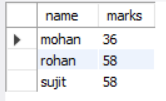 name marks
mohan 36
rohan 58
sujit 58